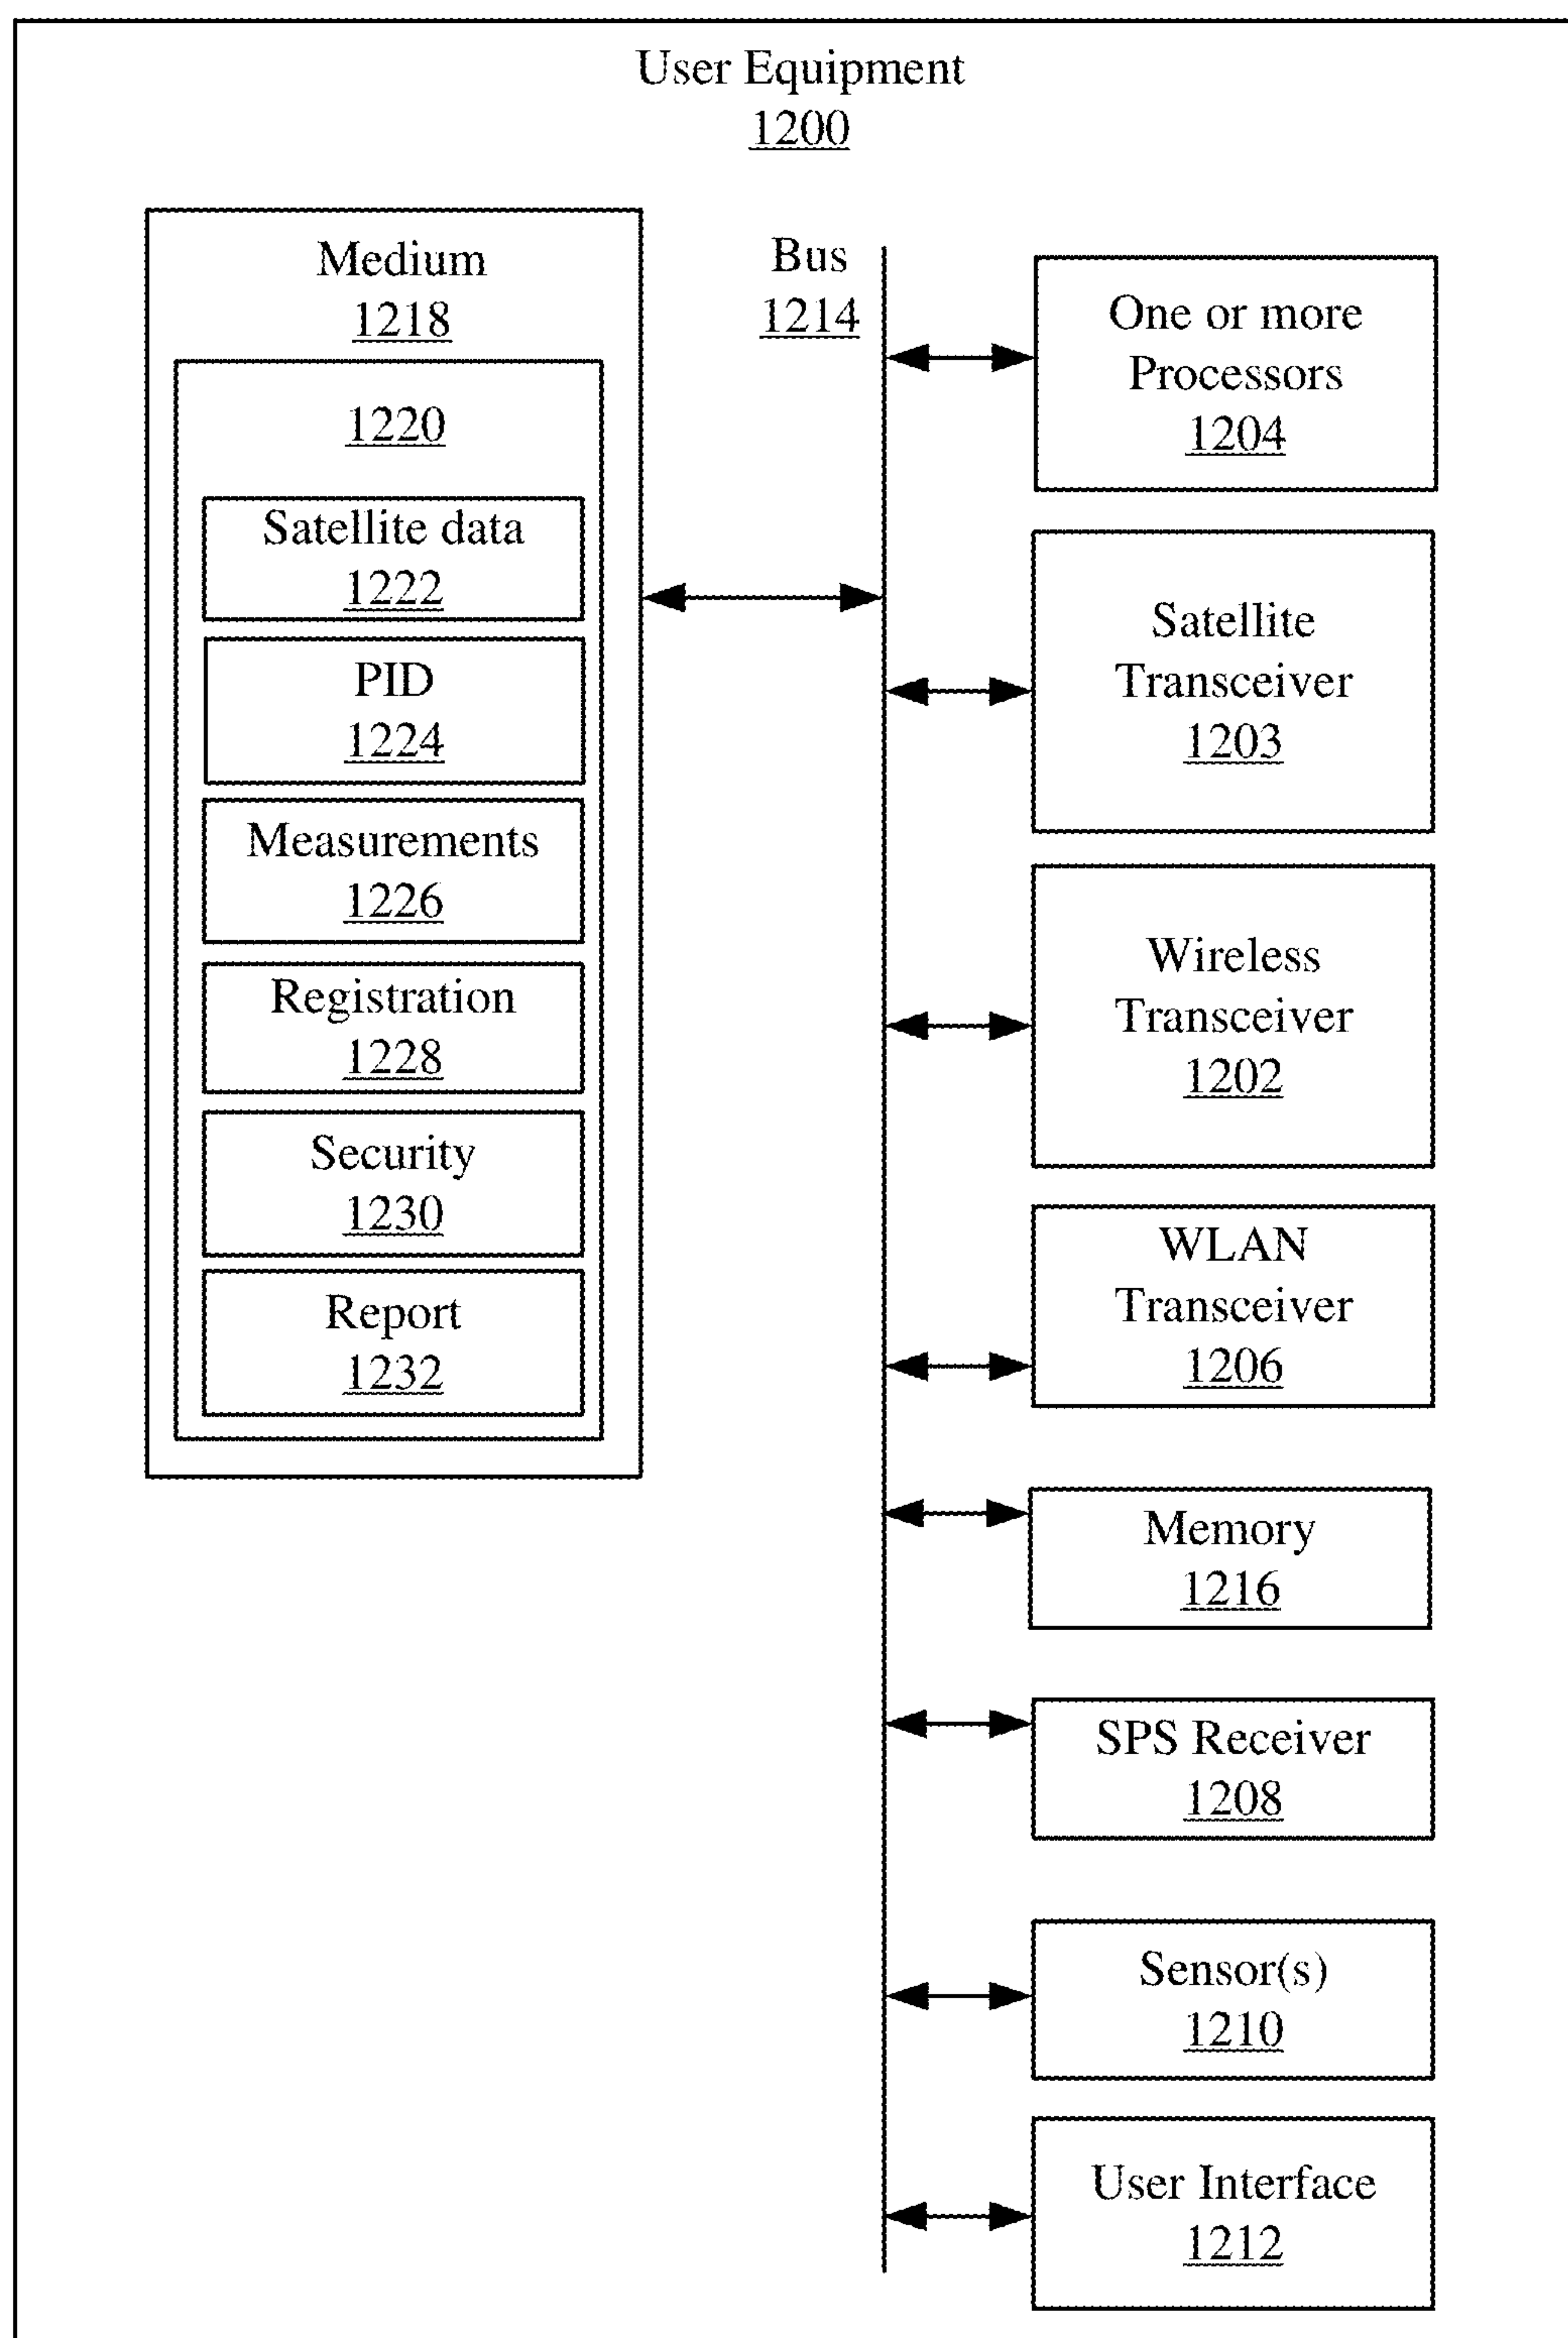 User Equipment
1200
Medium
1218
1220
Satellite data
1222
PID
1224
Measurements
1226
Registration
1228
Security
1230
Report
1232
Bus
1214
One or more
Processors
1204
Satellite
Transceiver
1203
Wireless
Transceiver
1202
WLAN
Transceiver
1206
Memory
1216
SPS Receiver
1208
Sensor(s)
1210
User Interface
1212